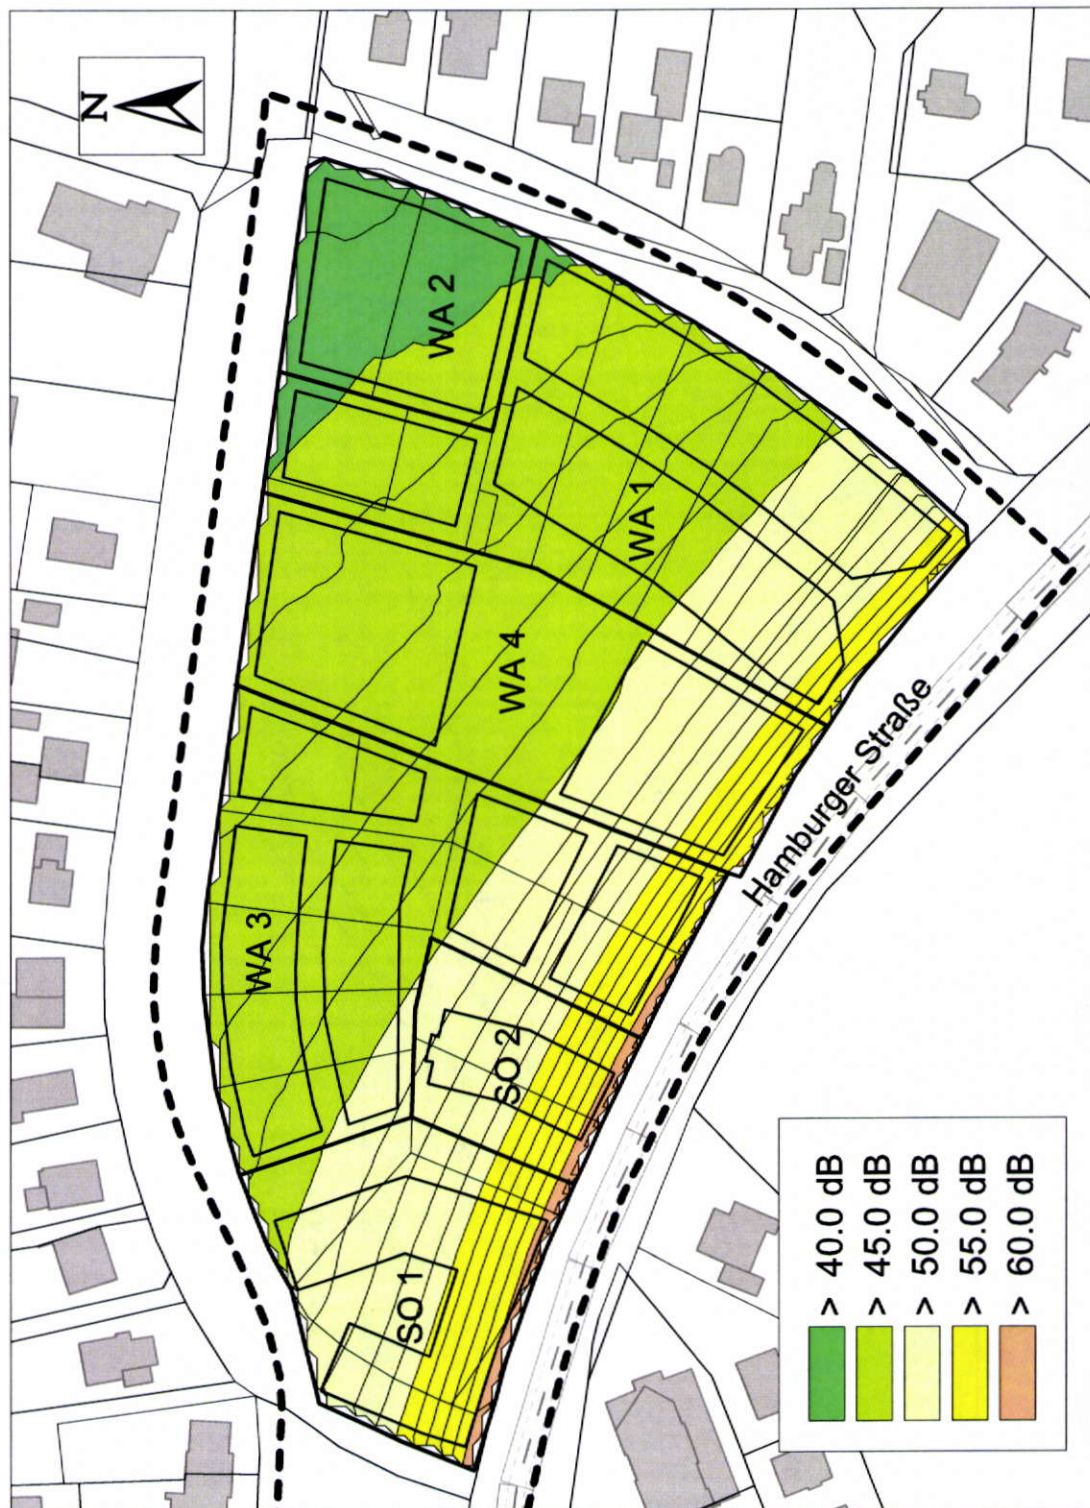 N
WA 2
WA 1
WA 4
WA 3
SO 2
SO 1
Hamburger Straße
> 40.0 dB
> 45.0 dB
> 50.0 dB
> 55.0 dB
> 60.0 dB